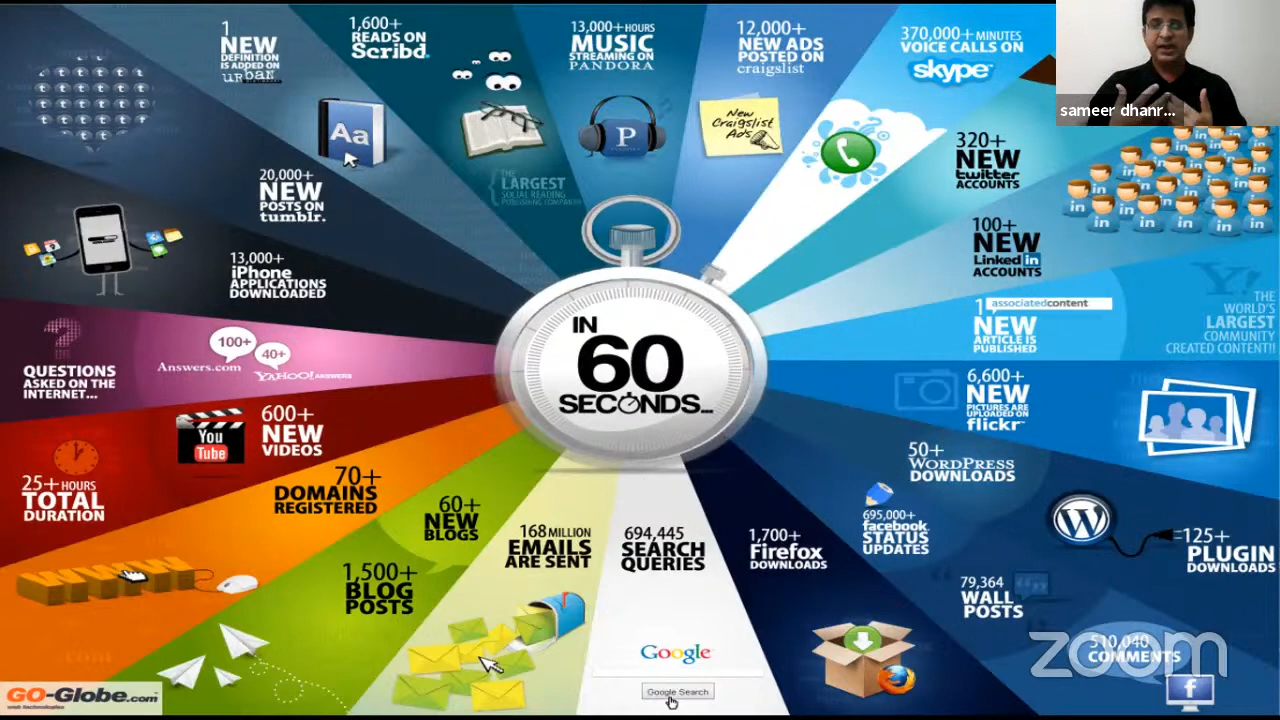 1
NEW
DEFINITION
IS ADDED ON
urban
1,600+
READS ON
Scribd.
13,000+ HOURS
MUSIC
STREAMING ON
PANDORA
12,000+
NEW ADS
POSTED ON
craigslist
370,000+ MINUTES
VOICE CALLS ON
skype
sameer dhanr...
Aa
P
New
Craigslist
Ads
{THE
LARGEST
SOCIAL READING
PUBLISHING COMPANY
20,000+
NEW
POSTS ON
tumblr.
320+
NEW
twitter
ACCOUNTS
100+
NEW
Linked in
ACCOUNTS
13,000+
iPhone
APPLICATIONS
DOWNLOADED
1 associatedcontent
NEW
ARTICLE IS
PUBLISHED
Y!
THE
WORLD'S
LARGEST
COMMUNITY
CREATED CONTENT!!
IN
60
SECONDS...
?
QUESTIONS
ASKED ON THE
INTERNET...
100+
Answers.com
40+
YAHOO! ANSWERS
6,600+
NEW
PICTURES ARE
UPLOADED ON
flickr
You
Tube
600+
NEW
VIDEOS
25+ HOURS
TOTAL
DURATION
50+
WORDPRESS
DOWNLOADS
70+
DOMAINS
REGISTERED
WWW
60+
NEW
BLOGS
1,500+
BLOG
POSTS
168 MILLION
EMAILS
ARE SENT
694,445
SEARCH
QUERIES
Google
Google Search
1,700+
Firefox
DOWNLOADS
695,000+
facebook
STATUS
UPDATES
W
125+
PLUGIN
DOWNLOADS
79,364
WALL
POSTS
510,040
COMMENTS
zoom
f
GO-Globe.com
web technologies